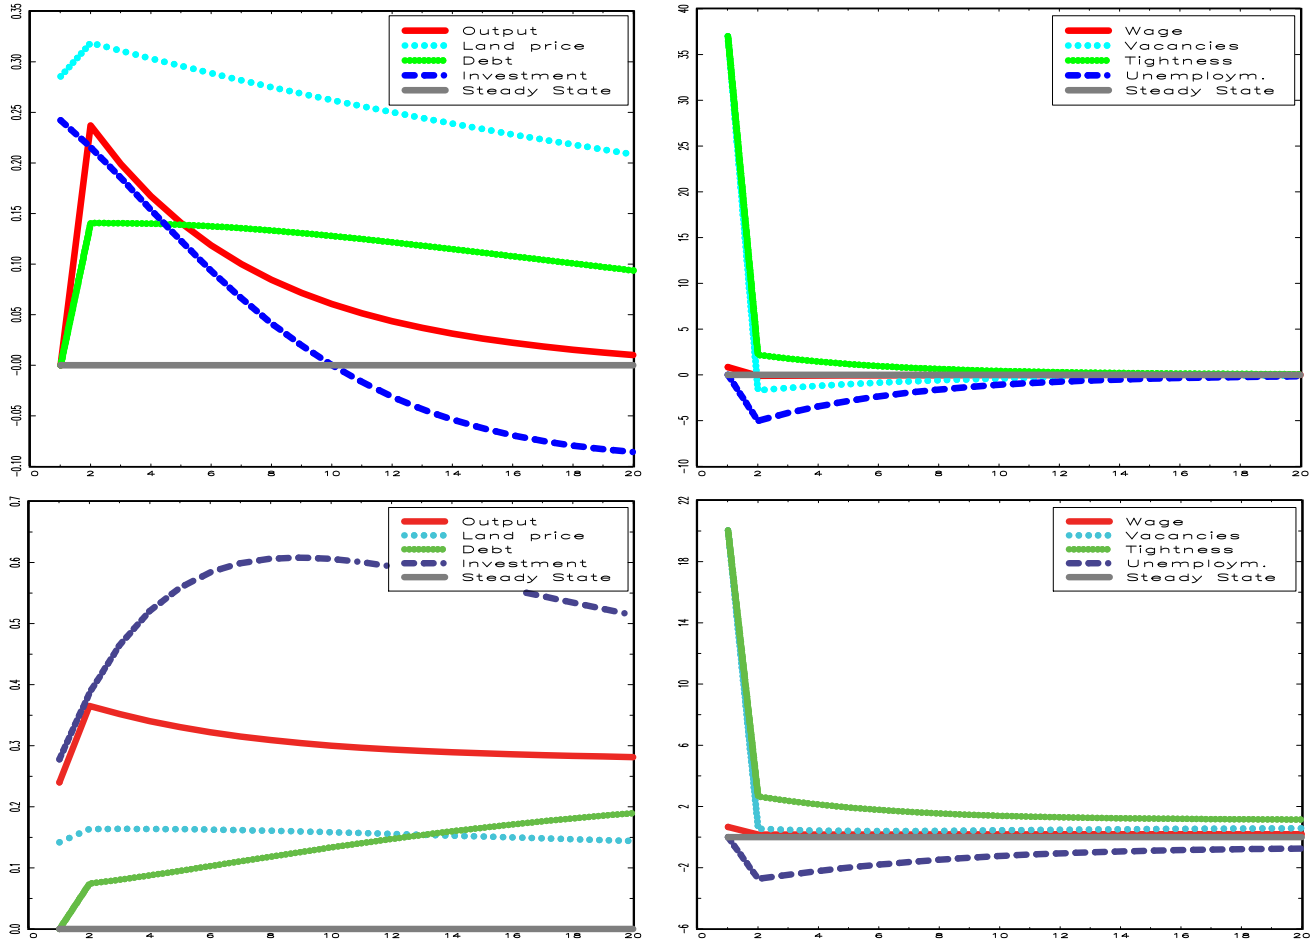 0.35
0.30
0.25
0.20
0.15
0.10
0.05
-0.00
-0.05
-0.10
0 2 4 6 8 10 12 14 16 18 20
Output
Land price
Debt
Investment
Steady State
40
35
30
25
20
15
10
5
0
-5
-10
0 2 4 6 8 10 12 14 16 18 20
Wage
Vacancies
Tightness
Unemploym.
Steady State
0.7
0.6
0.5
0.4
0.3
0.2
0.1
0.0
0 2 4 6 8 10 12 14 16 18 20
Output
Land price
Debt
Investment
Steady State
22
18
14
10
6
2
-2
-6
0 2 4 6 8 10 12 14 16 18 20
Wage
Vacancies
Tightness
Unemploym.
Steady State